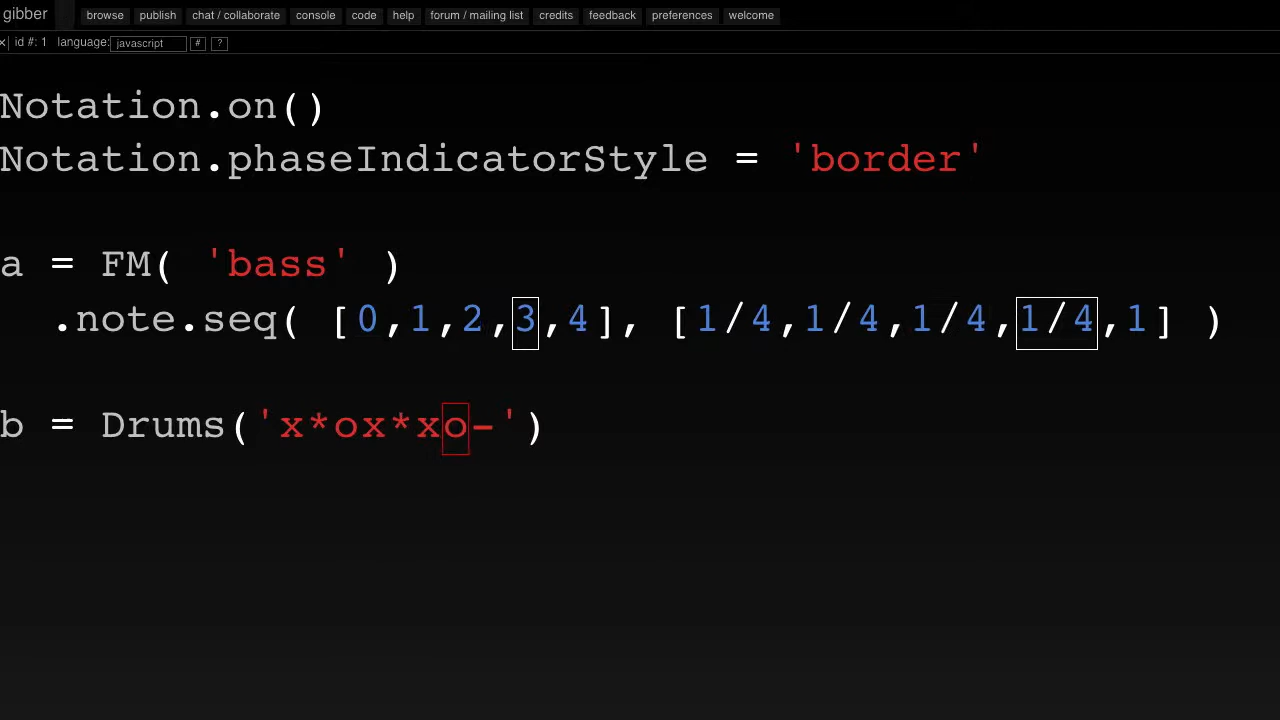 gibber browse publish chat / collaborate console code help forum / mailing list credits feedback preferences welcome
× id #: 1 language: javascript # ?
Notation.on()
Notation.phaseIndicatorStyle = 'border'
a = FM( 'bass' )
.note.seq( [0,1,2,3,4], [1/4,1/4,1/4,1/4,1] )
b = Drums('x*ox*xo-')